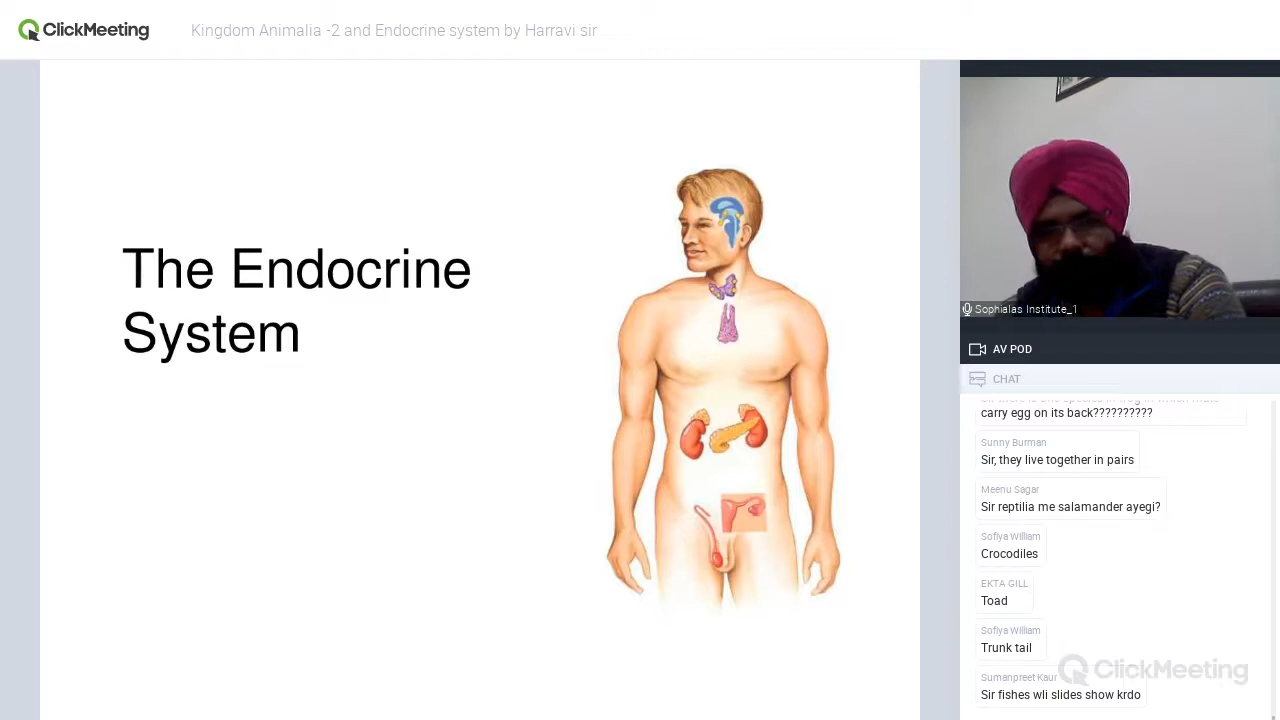 ClickMeeting
Kingdom Animalia -2 and Endocrine system by Harravi sir
The Endocrine
System
Sophialas Institute_1
AV POD
CHAT
carry egg on its back??????????
Sunny Burman
Sir, they live together in pairs
Meenu Sagar
Sir reptilia me salamander ayegi?
Sofiya William
Crocodiles
EKTA GILL
Toad
Sofiya William
Trunk tail
Sumanpreet Kaur
Sir fishes wli slides show krdo
ClickMeeting